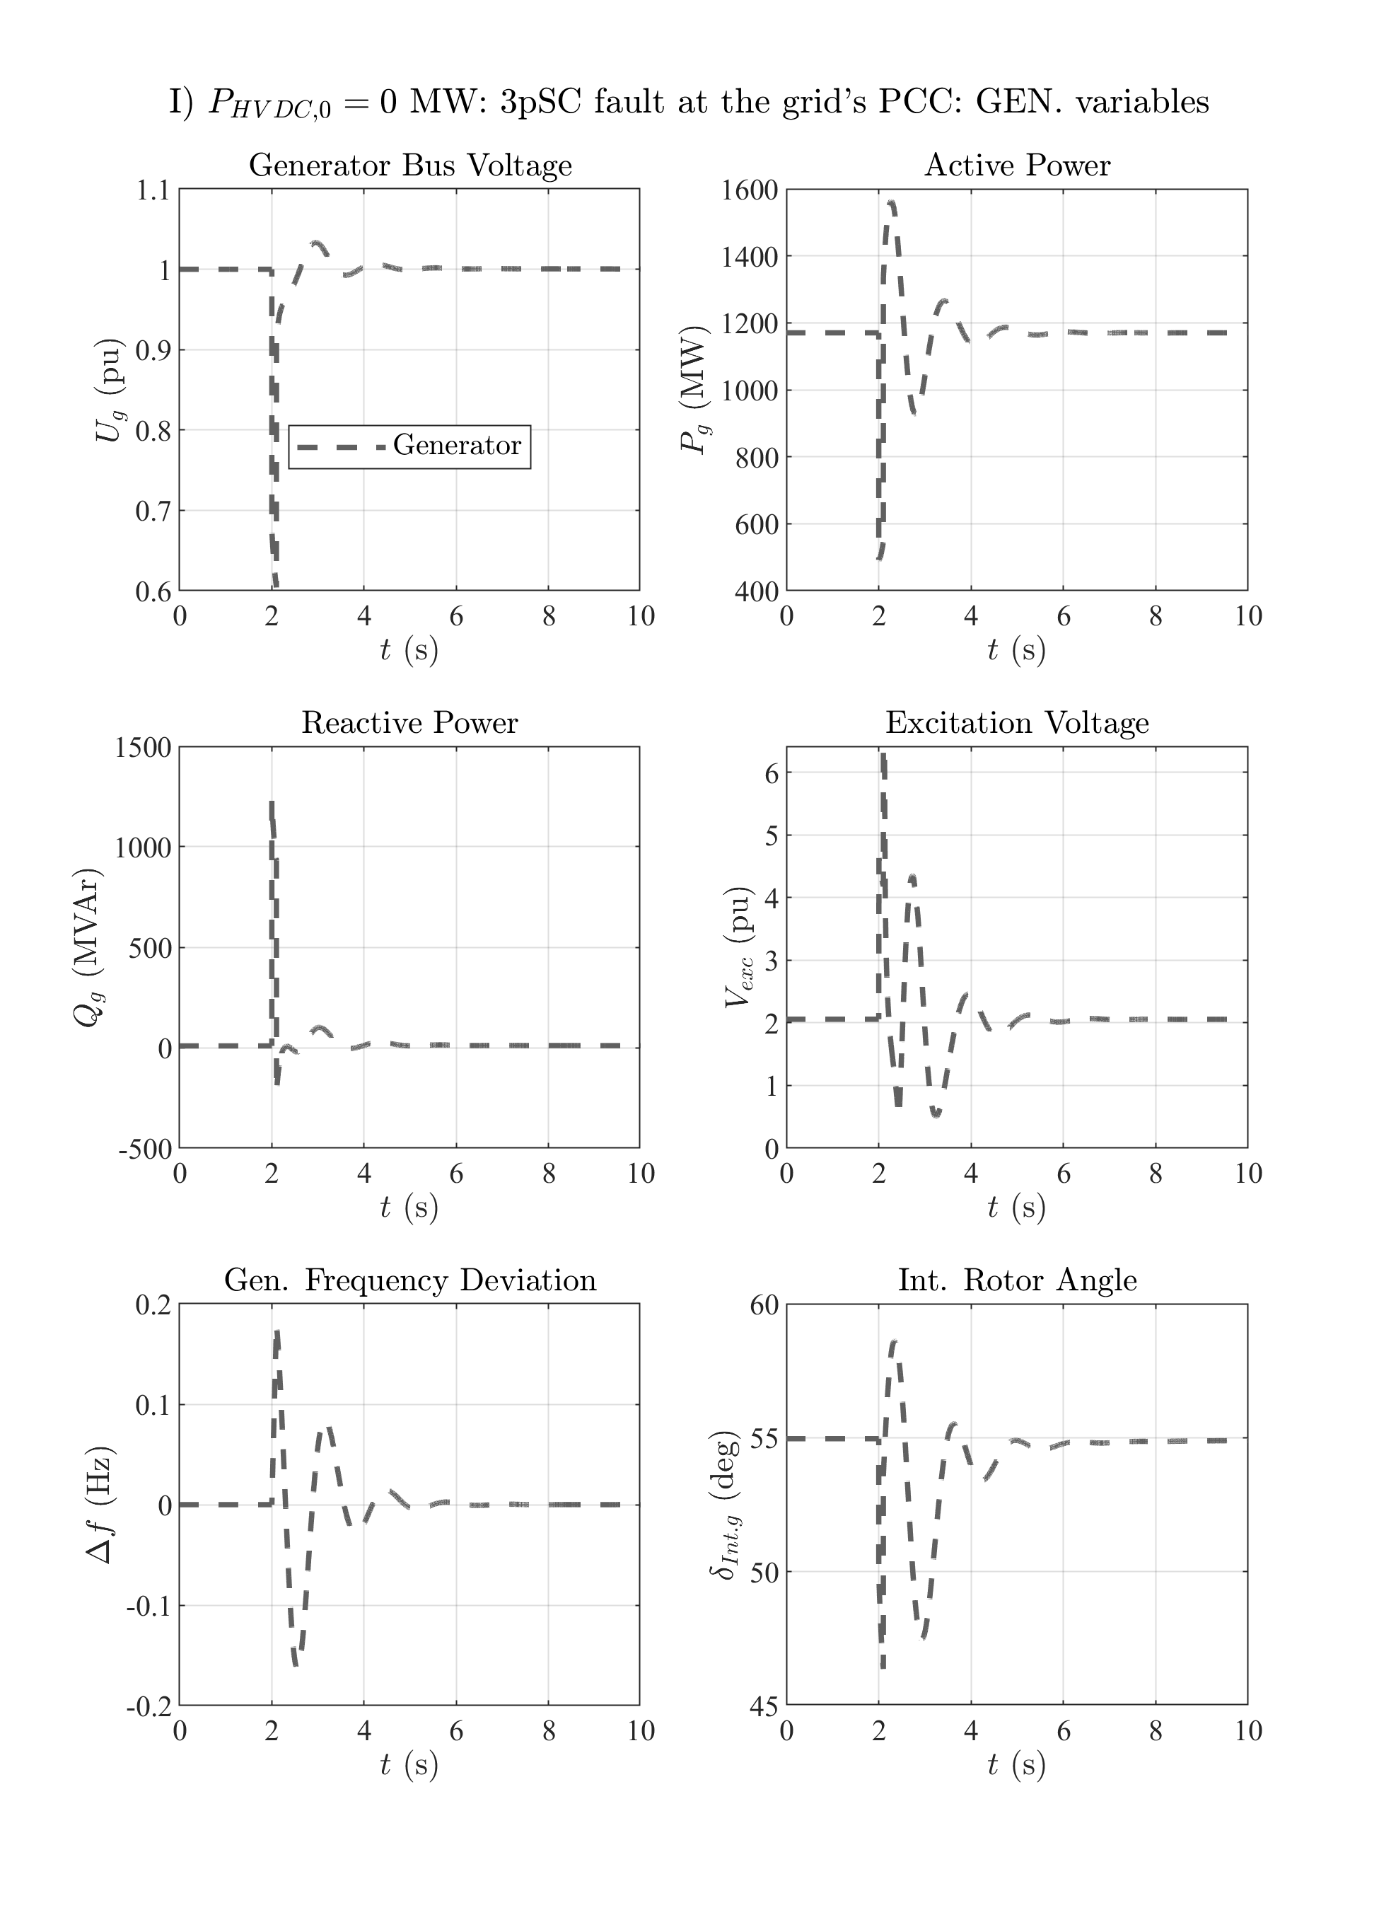 I) P_{HVDC,0} = 0 MW: 3pSC fault at the grid's PCC: GEN. variables
Generator Bus Voltage
1.1
1
0.9
0.8
0.7
0.6
0 2 4 6 8 10
U_g (pu)
t (s)
Generator
Active Power
1600
1400
1200
1000
800
600
400
0 2 4 6 8 10
P_g (MW)
t (s)
Reactive Power
1500
1000
500
0
-500
0 2 4 6 8 10
Q_g (MVAr)
t (s)
Excitation Voltage
6
5
4
3
2
1
0
0 2 4 6 8 10
V_{exc} (pu)
t (s)
Gen. Frequency Deviation
0.2
0.1
0
-0.1
-0.2
0 2 4 6 8 10
Δf (Hz)
t (s)
Int. Rotor Angle
60
55
50
45
0 2 4 6 8 10
δ_{Int.g} (deg)
t (s)